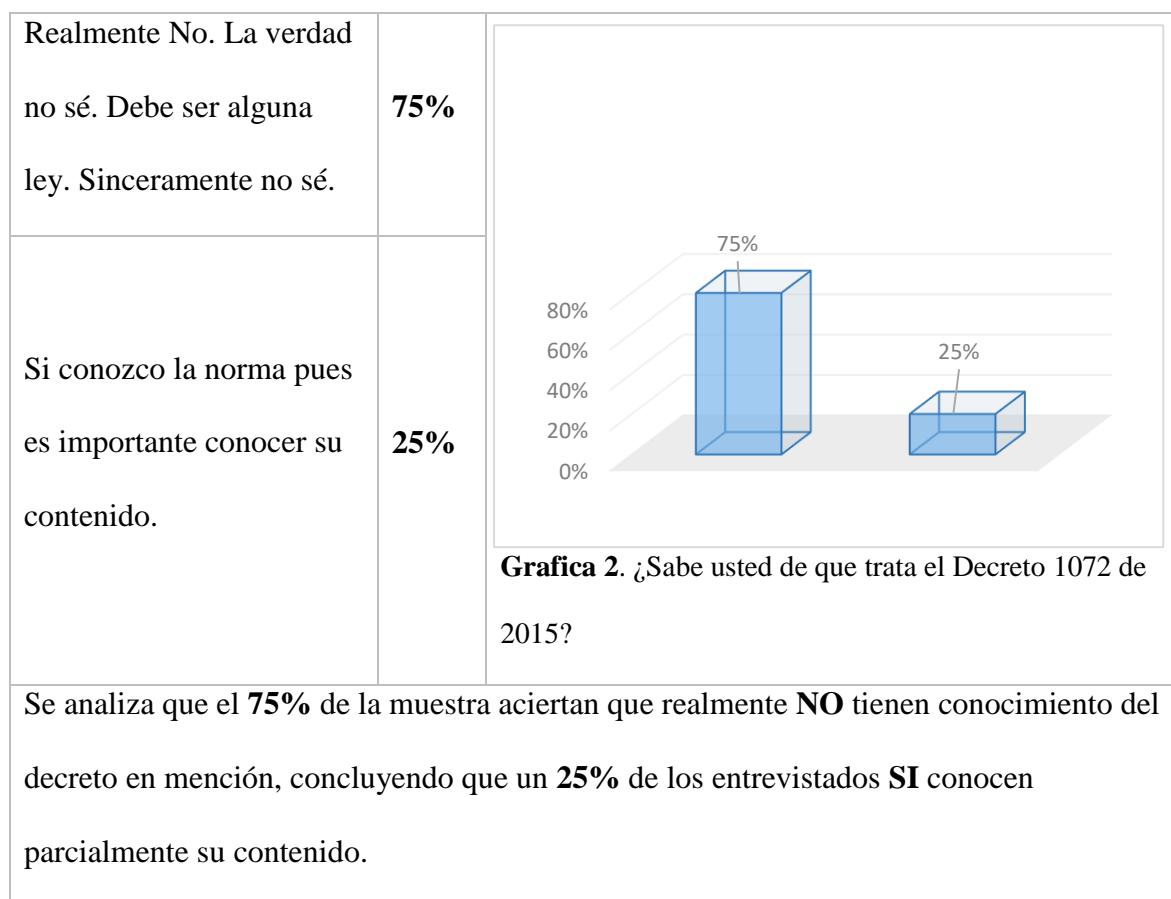 Realmente No. La verdad
no sé. Debe ser alguna
ley. Sinceramente no sé.
75%
75%
80%
60%
40%
20%
0%
25%
Si conozco la norma pues
es importante conocer su
contenido.
25%
Grafica 2. ¿Sabe usted de que trata el Decreto 1072 de
2015?
Se analiza que el 75% de la muestra aciertan que realmente NO tienen conocimiento del
decreto en mención, concluyendo que un 25% de los entrevistados SI conocen
parcialmente su contenido.